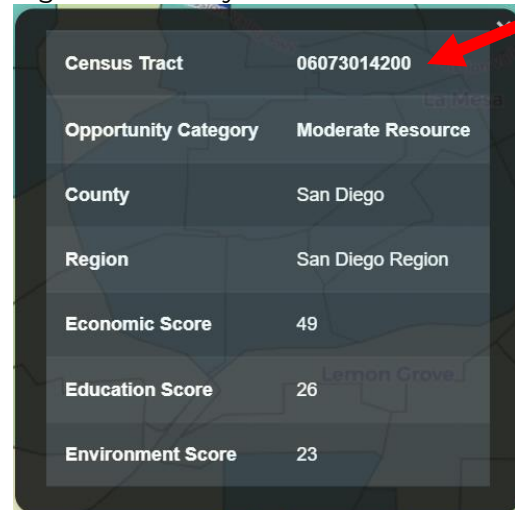 Census Tract 06073014200
La Mesa
Opportunity Category Moderate Resource
County San Diego
Region San Diego Region
Economic Score 49
Lemon Grove
Education Score 26
Environment Score 23